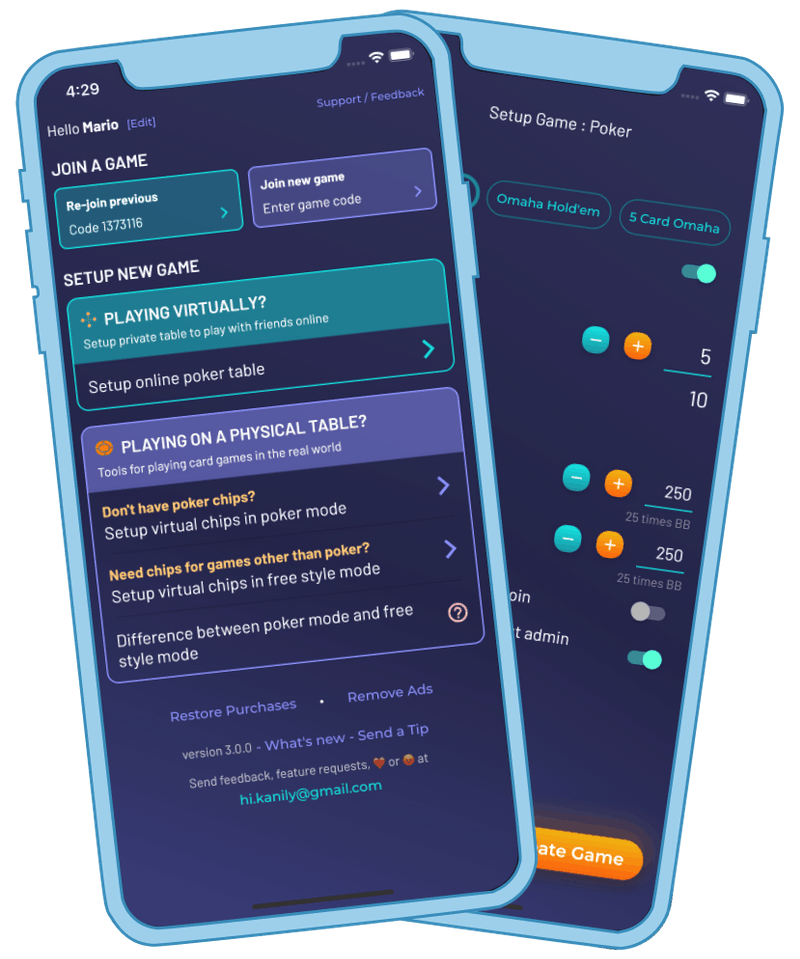 4:29
Hello Mario [Edit]
Support / Feedback
JOIN A GAME
Re-join previous
Code 1373116
Join new game
Enter game code
SETUP NEW GAME
PLAYING VIRTUALLY?
Setup private table to play with friends online
Setup online poker table
PLAYING ON A PHYSICAL TABLE?
Tools for playing card games in the real world
Don't have poker chips?
Setup virtual chips in poker mode
Need chips for games other than poker?
Setup virtual chips in free style mode
Difference between poker mode and free
style mode
Restore Purchases • Remove Ads
version 3.0.0 - What's new - Send a Tip
Send feedback, feature requests, ❤️ or 😡 at
hi.kanily@gmail.com
Setup Game : Poker
Omaha Hold'em
5 Card Omaha
5
10
250
25 times BB
250
25 times BB
oin
t admin
ate Game